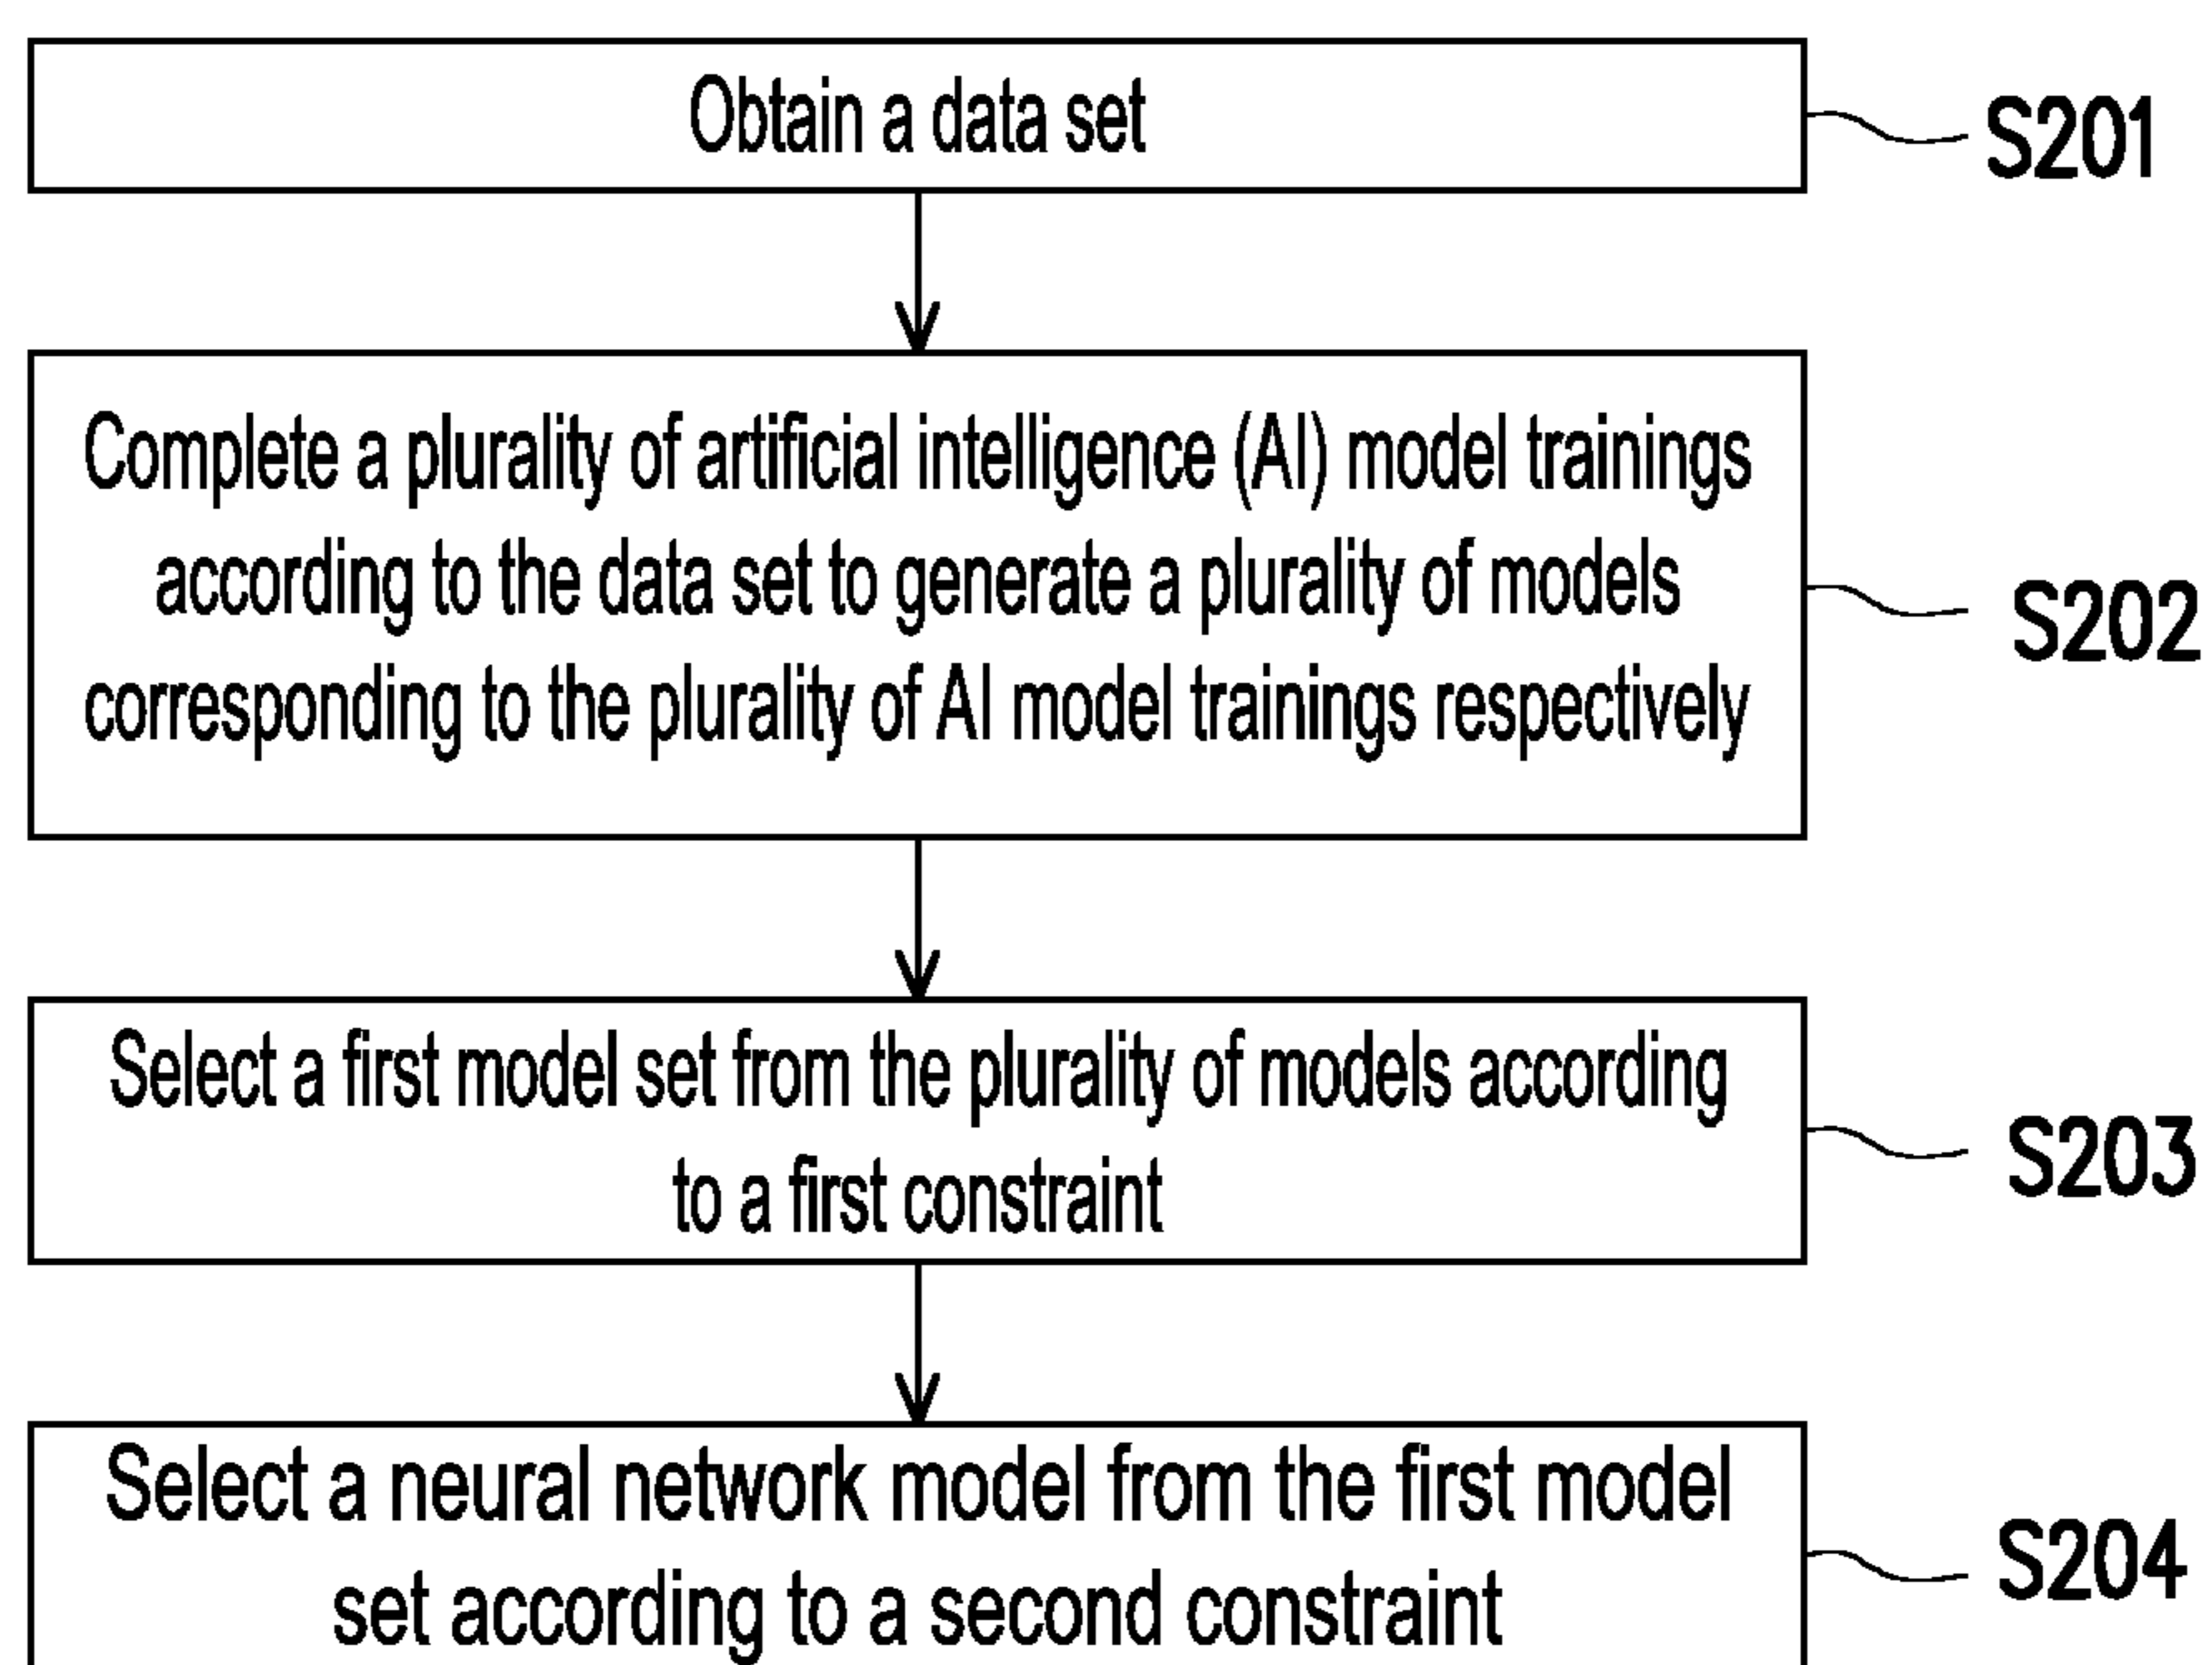 Obtain a data set
S201
Complete a plurality of artificial intelligence (AI) model trainings
according to the data set to generate a plurality of models
corresponding to the plurality of AI model trainings respectively
S202
Select a first model set from the plurality of models according
to a first constraint
S203
Select a neural network model from the first model
set according to a second constraint
S204